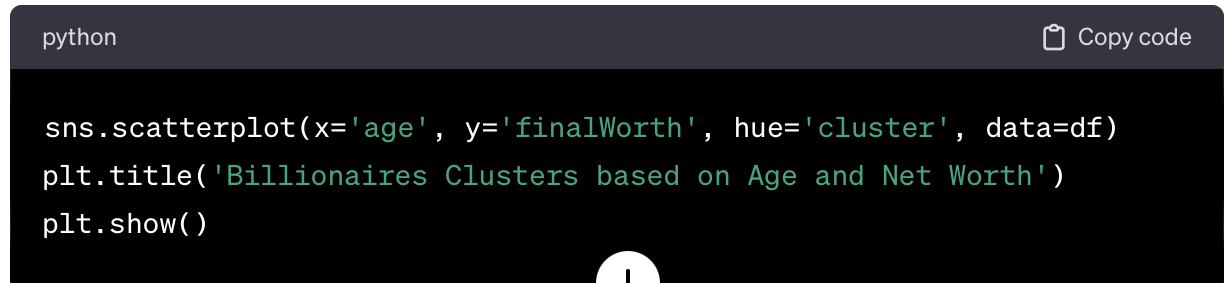 python
Copy code
sns.scatterplot(x='age', y='finalWorth', hue='cluster', data=df)
plt.title('Billionaires Clusters based on Age and Net Worth')
plt.show()